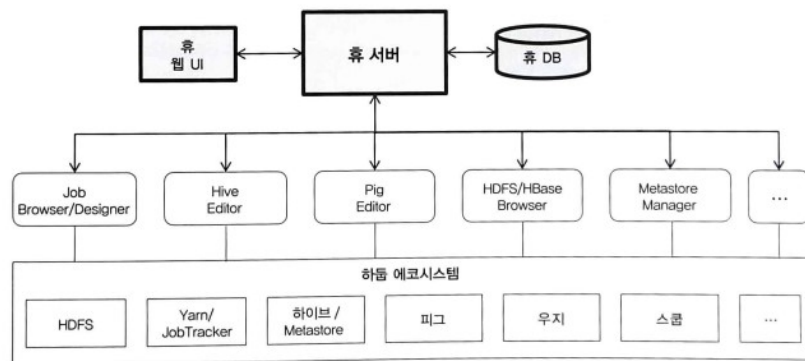 휴
웹 UI
휴 서버
휴 DB
Job
Browser/Designer
Hive
Editor
Pig
Editor
HDFS/HBase
Browser
Metastore
Manager
...
하둡 에코시스템
HDFS
Yarn/
JobTracker
하이브 /
Metastore
피그
우지
스쿱
...